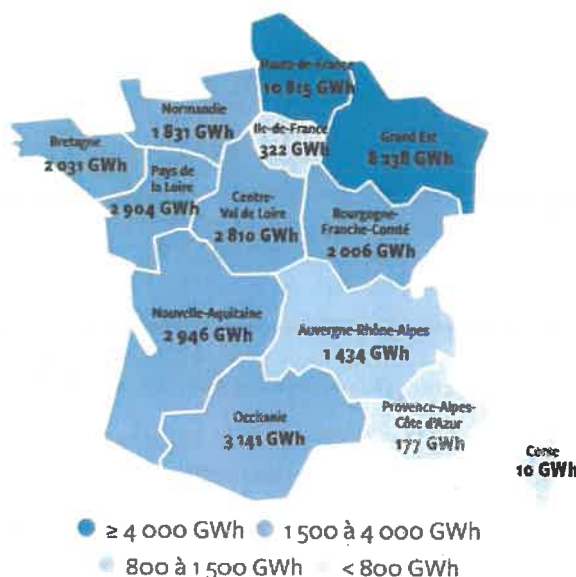 Hauts-de-France
10 815 GWh
Normandie
1 831 GWh
Ile-de-France
322 GWh
Grand Est
8 238 GWh
Bretagne
2 031 GWh
Pays de
la Loire
2 904 GWh
Centre-
Val de Loire
2 810 GWh
Bourgogne-
Franche-Comté
2 006 GWh
Nouvelle-Aquitaine
2 946 GWh
Auvergne-Rhône-Alpes
1 434 GWh
Occitanie
3 141 GWh
Provence-Alpes-
Côte d'Azur
177 GWh
Corse
10 GWh
≥ 4 000 GWh 1 500 à 4 000 GWh
800 à 1 500 GWh < 800 GWh